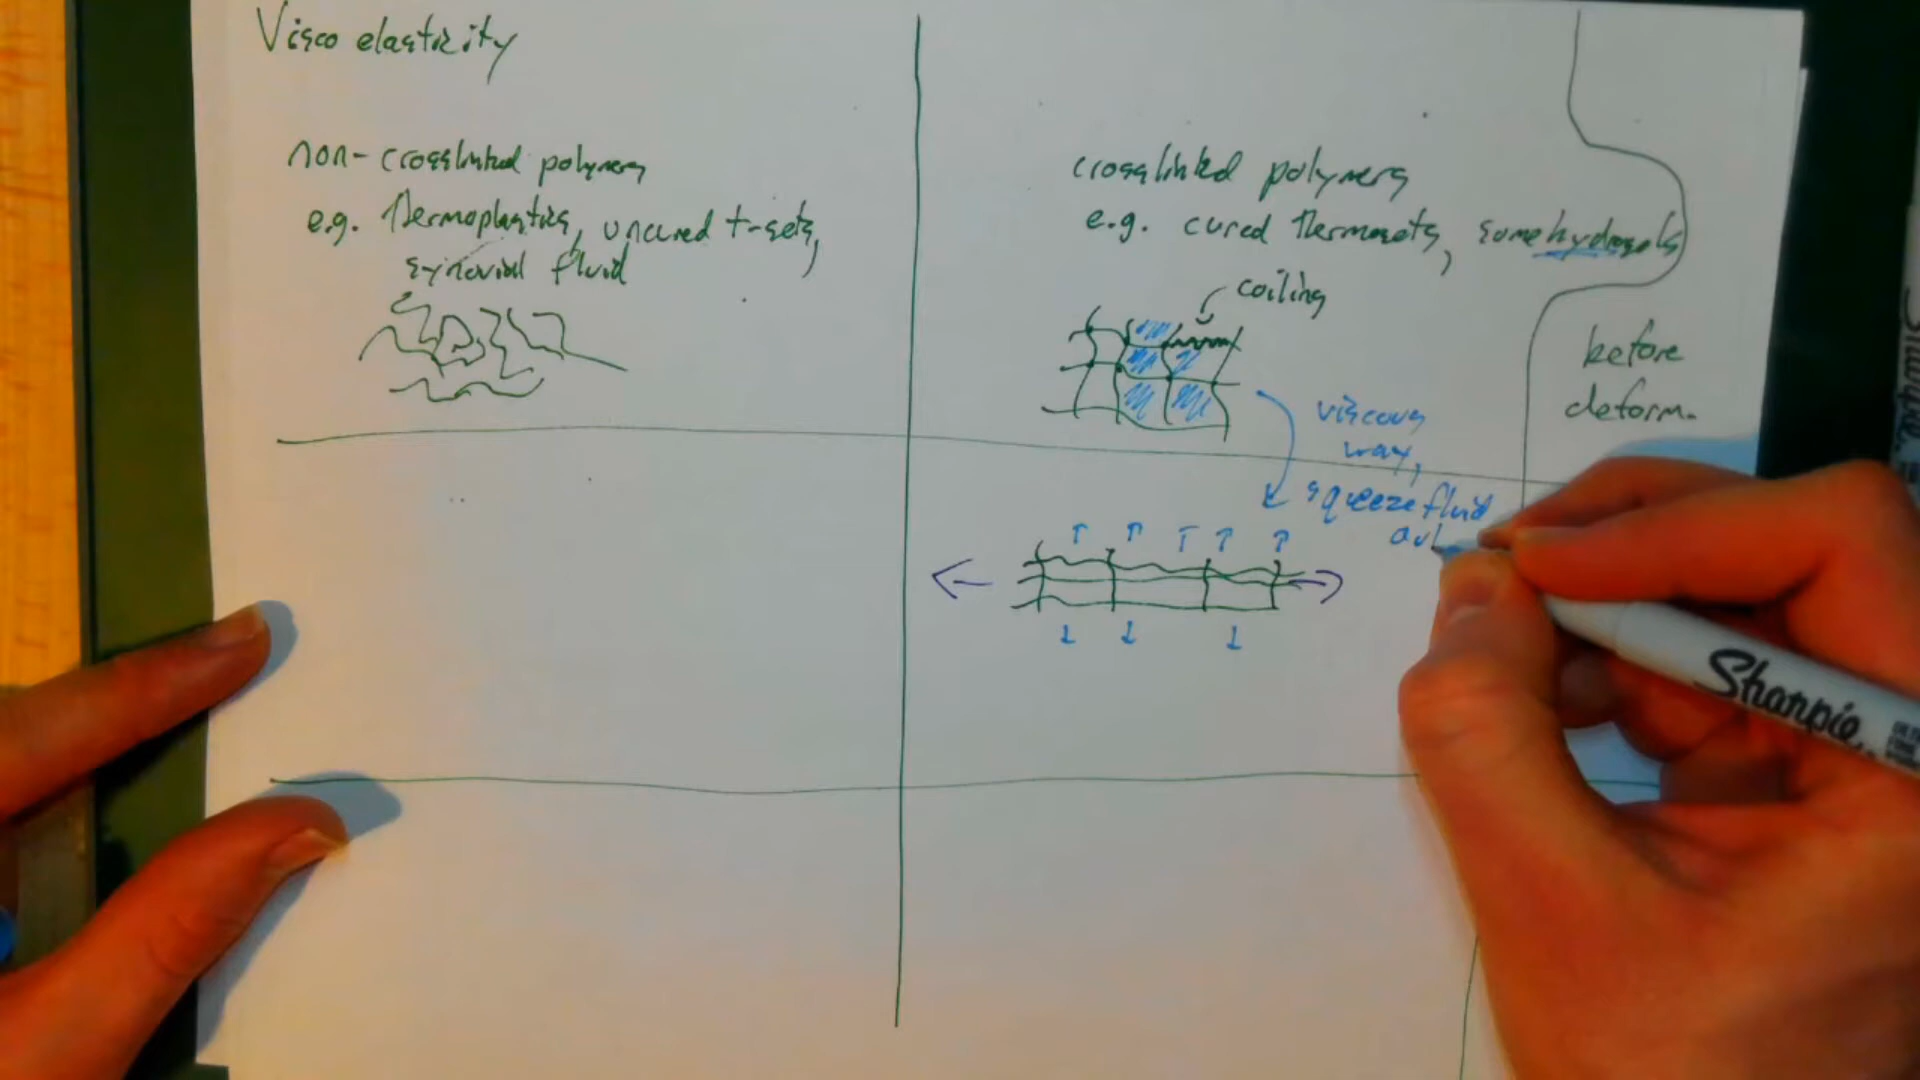 Visco elasticity
non-crosslinked polymers
e.g. thermoplastics, uncured t-sets,
synovial fluid
crosslinked polymers
e.g. cured thermosets, some hydrogels
coiling
before
deform.
viscous
way,
squeeze fluid
out
Sharpie